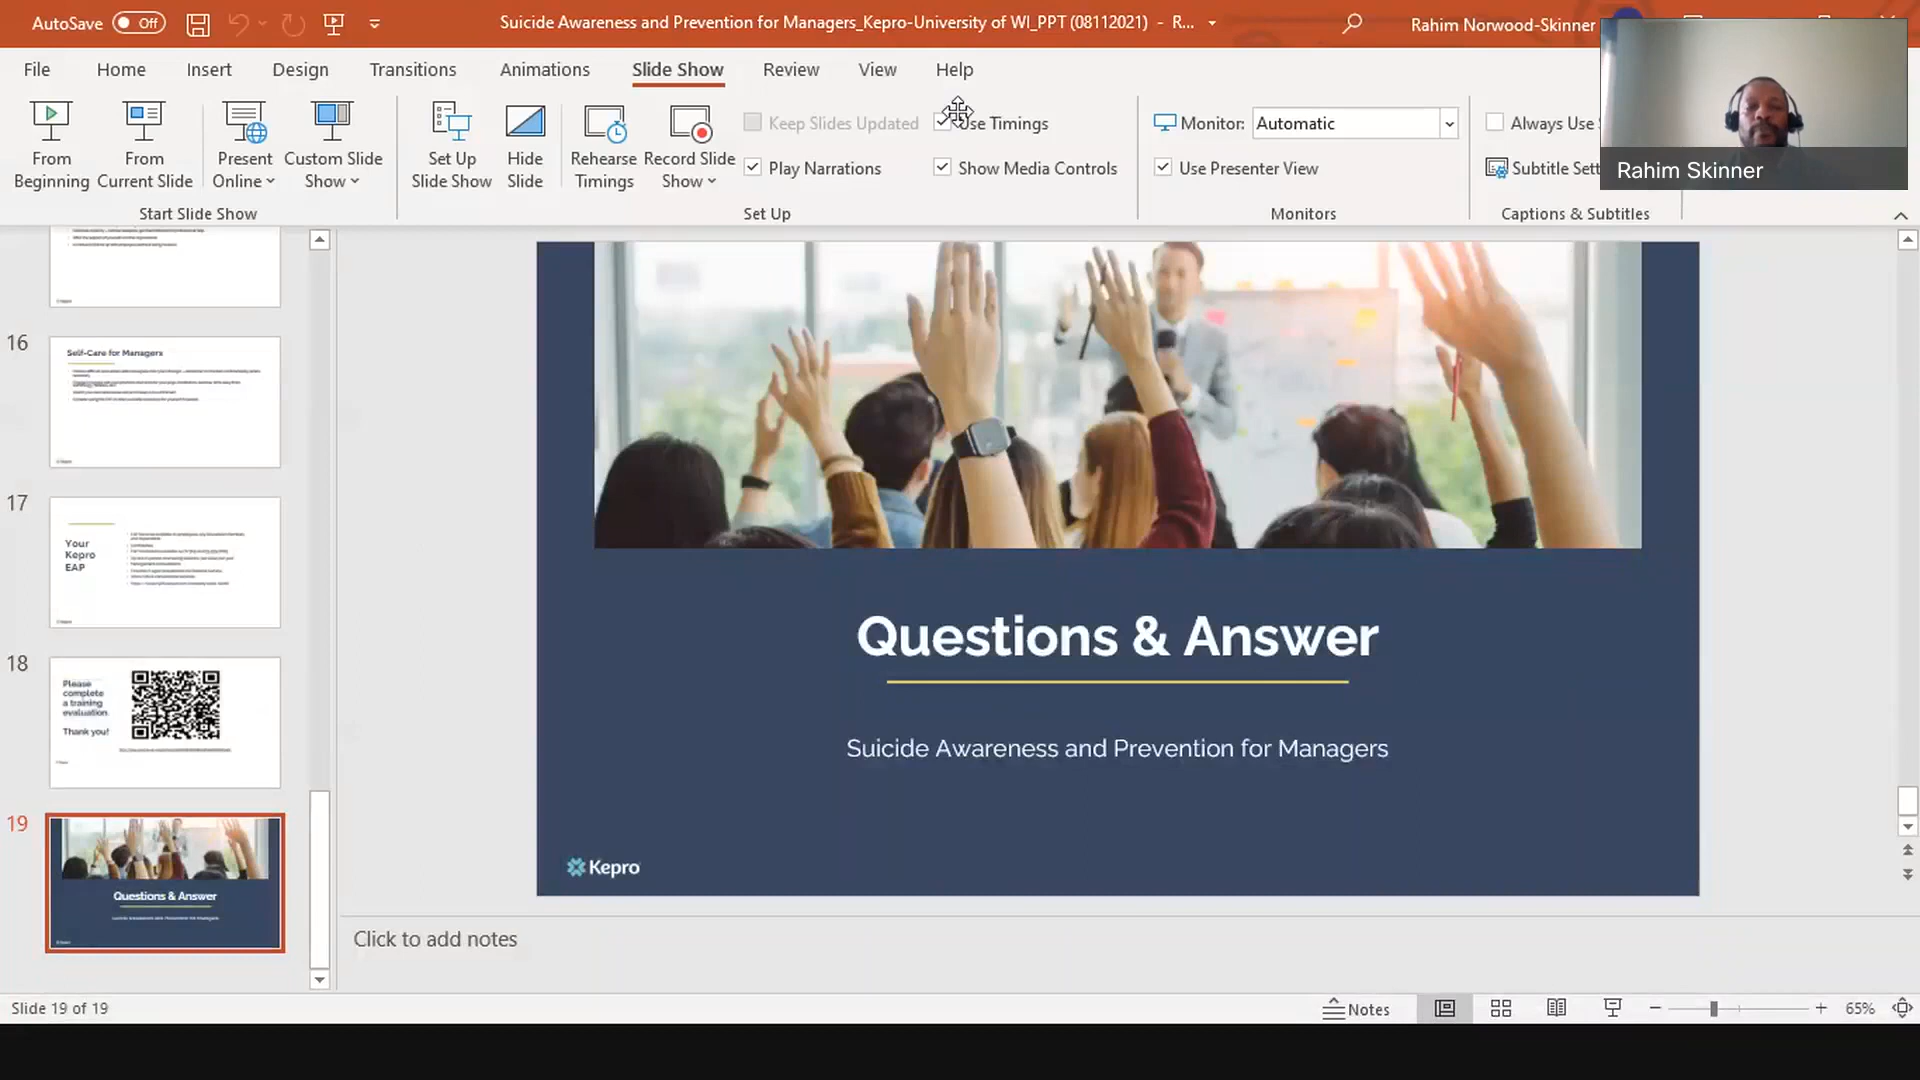 AutoSave Off
Suicide Awareness and Prevention for Managers_Kepro-University of WI_PPT (08112021) - R...
Rahim Norwood-Skinner
File Home Insert Design Transitions Animations Slide Show Review View Help
From Beginning
From Current Slide
Present Online
Custom Slide Show
Set Up Slide Show
Hide Slide
Rehearse Timings
Record Slide Show
Keep Slides Updated
Use Timings
Play Narrations
Show Media Controls
Monitor: Automatic
Use Presenter View
Always Use
Subtitle Sett
Rahim Skinner
Start Slide Show
Set Up
Monitors
Captions & Subtitles
16
Self-Care for Managers
17
Your
Kepro
EAP
18
Please
complete
a training
evaluation.
Thank you!
19
Questions & Answer
Suicide Awareness and Prevention for Managers
Questions & Answer
Suicide Awareness and Prevention for Managers
Kepro
Click to add notes
Slide 19 of 19
Notes
65%